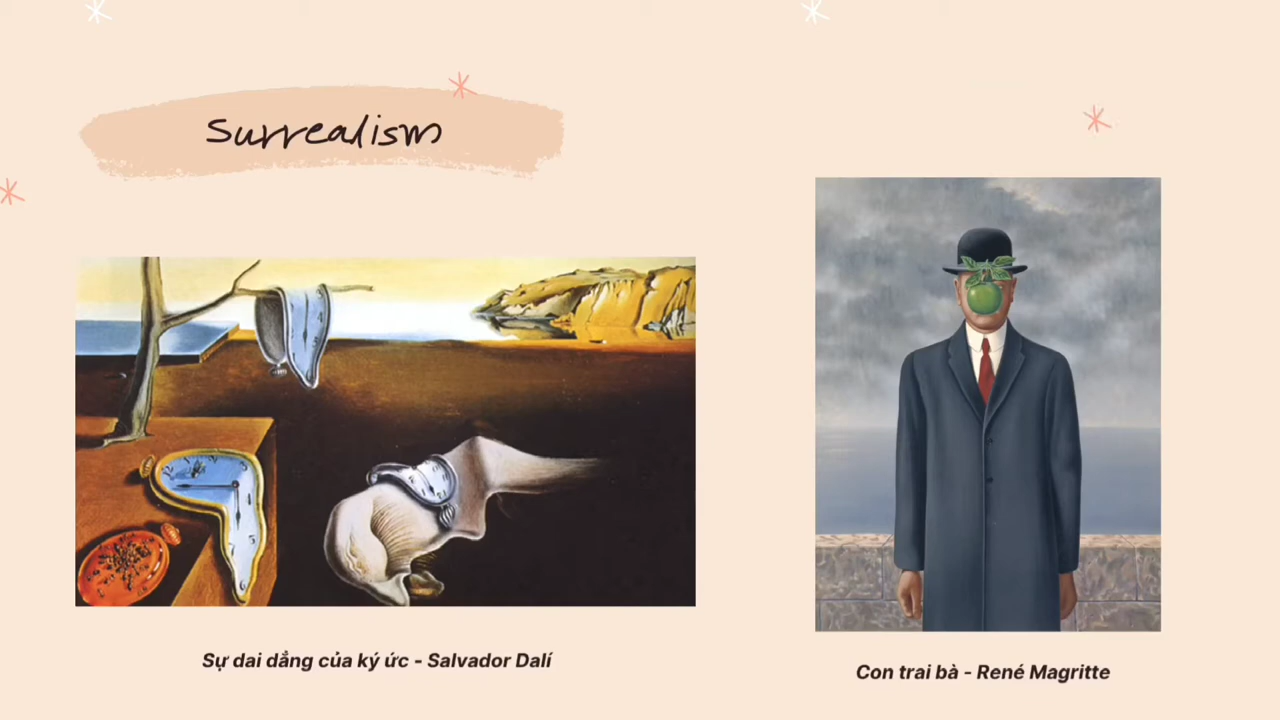 Surrealism
Sự dai dẳng của ký ức - Salvador Dalí
Con trai bà - René Magritte